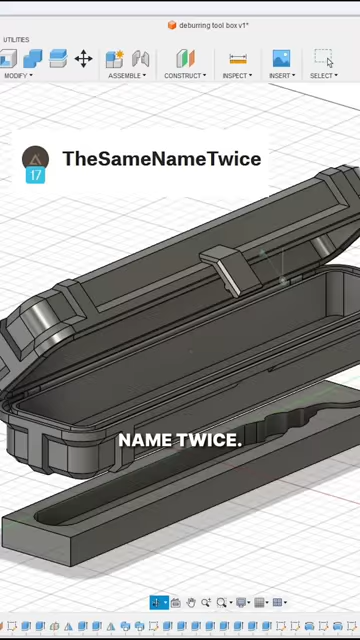 deburring tool box v1*
UTILITIES
MODIFY ASSEMBLE CONSTRUCT INSPECT INSERT SELECT
TheSameNameTwice
17
NAME TWICE.